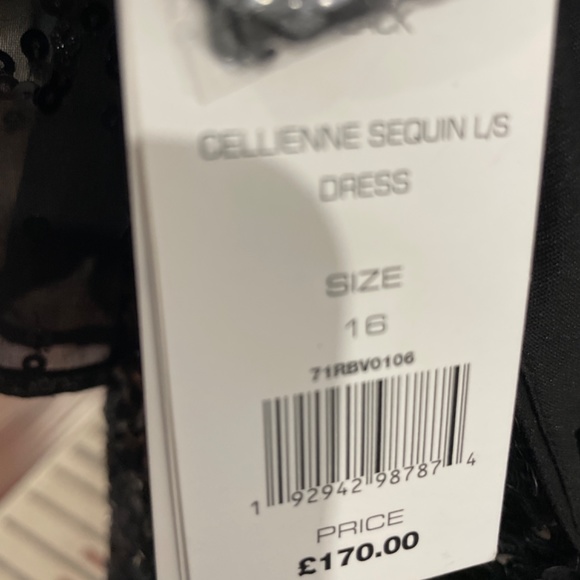 CELLIENNE SEQUIN L/S
DRESS
SIZE
16
71RBV0106
1 92942 98787 4
PRICE
£170.00